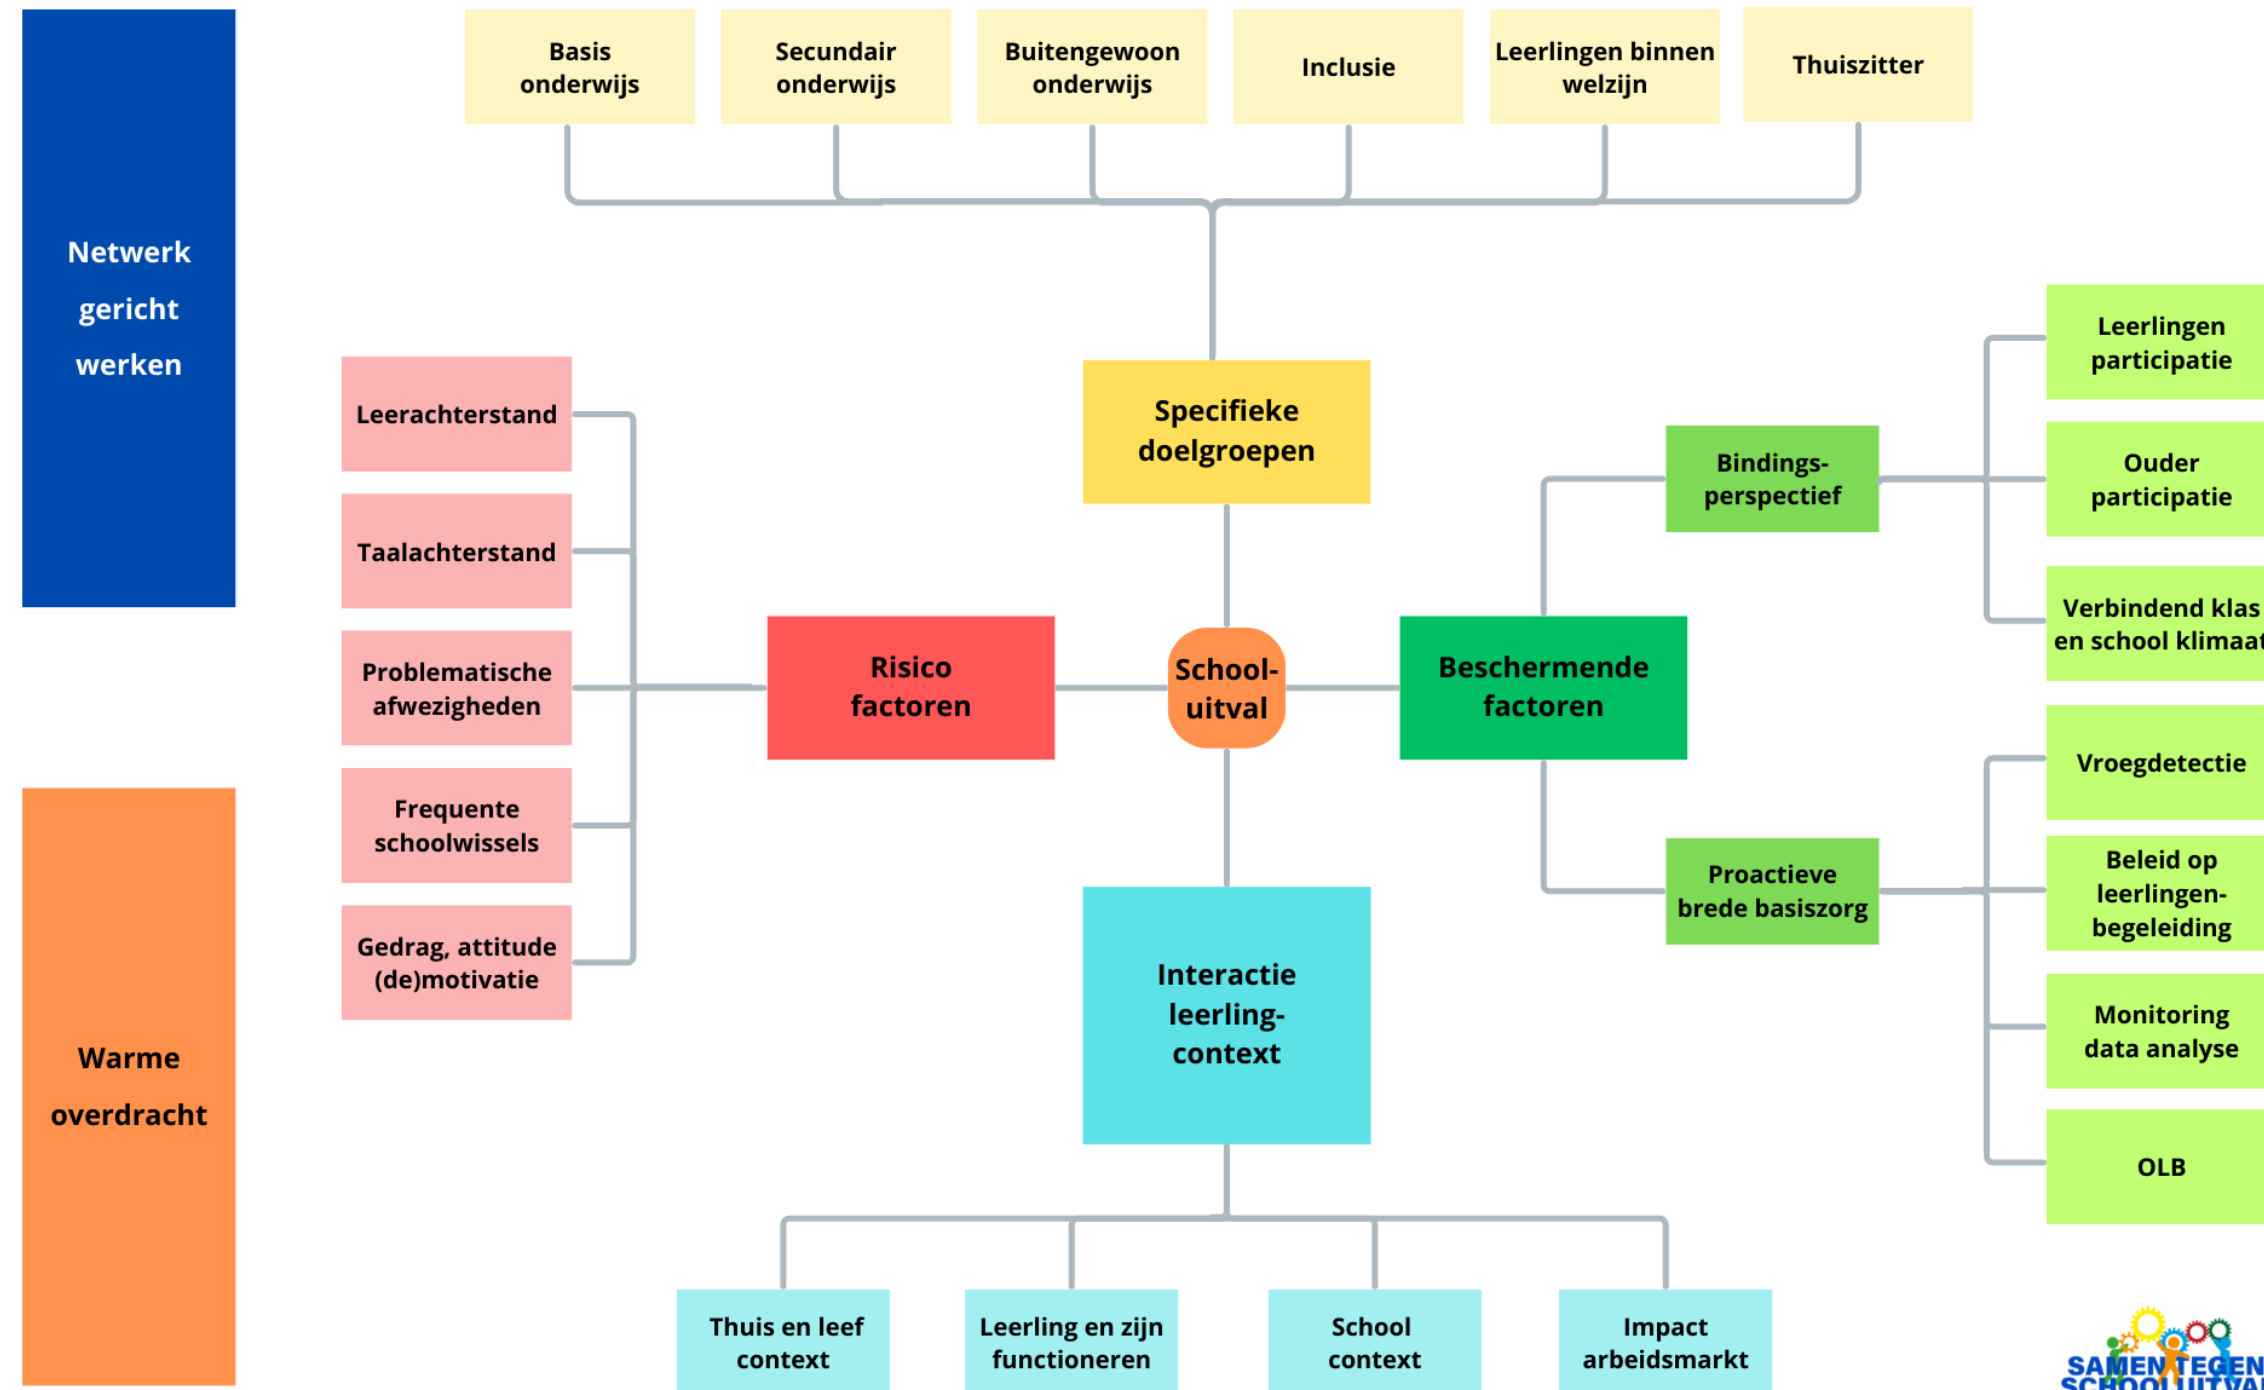 Netwerk
gericht
werken
Warme
overdracht
Basis
onderwijs
Secundair
onderwijs
Buitengewoon
onderwijs
Inclusie
Leerlingen binnen
welzijn
Thuiszitter
Specifieke
doelgroepen
Leerachterstand
Taalachterstand
Problematische
afwezigheden
Frequente
schoolwissels
Gedrag, attitude
(de)motivatie
Risico
factoren
School-
uitval
Beschermende
factoren
Bindings-
perspectief
Leerlingen
participatie
Ouder
participatie
Verbindend klas
en school klimaat
Proactieve
brede basiszorg
Vroegdetectie
Beleid op
leerlingen-
begeleiding
Monitoring
data analyse
OLB
Interactie
leerling-
context
Thuis en leef
context
Leerling en zijn
functioneren
School
context
Impact
arbeidsmarkt
SAMEN TEGEN
SCHOOLUITVAL